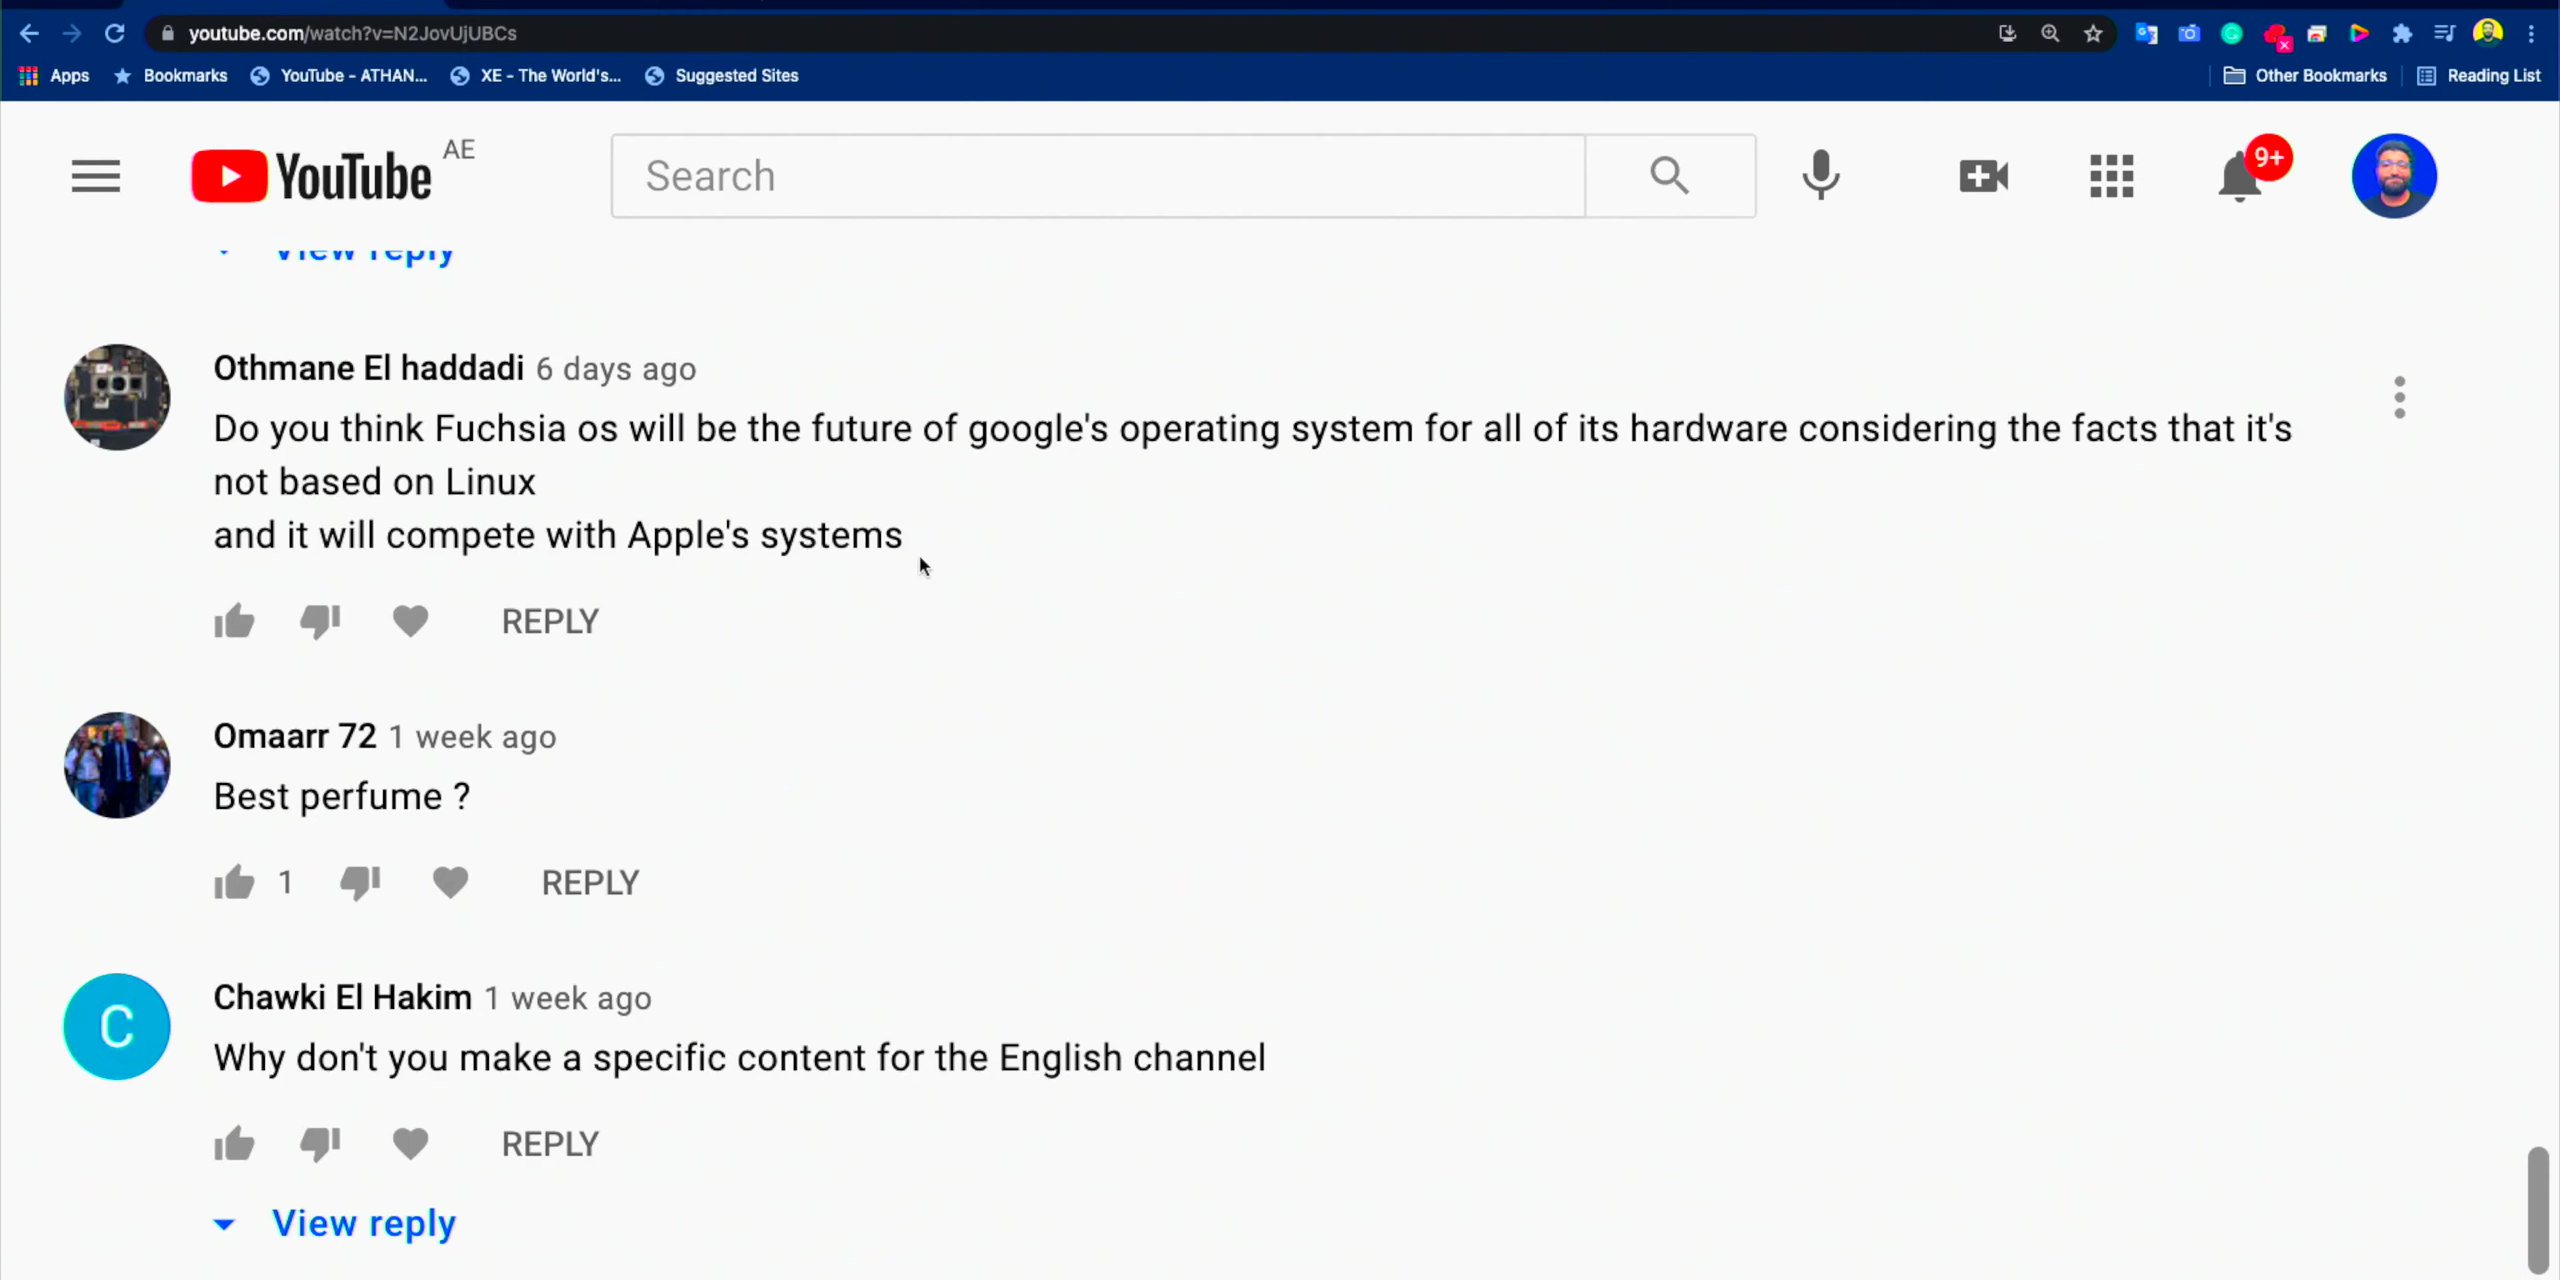 youtube.com/watch?v=N2JovUjUBCs
Apps Bookmarks YouTube - ATHAN... XE - The World's... Suggested Sites Other Bookmarks Reading List
YouTube AE Search 9+
View reply
Othmane El haddadi 6 days ago
Do you think Fuchsia os will be the future of google's operating system for all of its hardware considering the facts that it's
not based on Linux
and it will compete with Apple's systems
REPLY
Omaarr 72 1 week ago
Best perfume ?
1 REPLY
C
Chawki El Hakim 1 week ago
Why don't you make a specific content for the English channel
REPLY
View reply